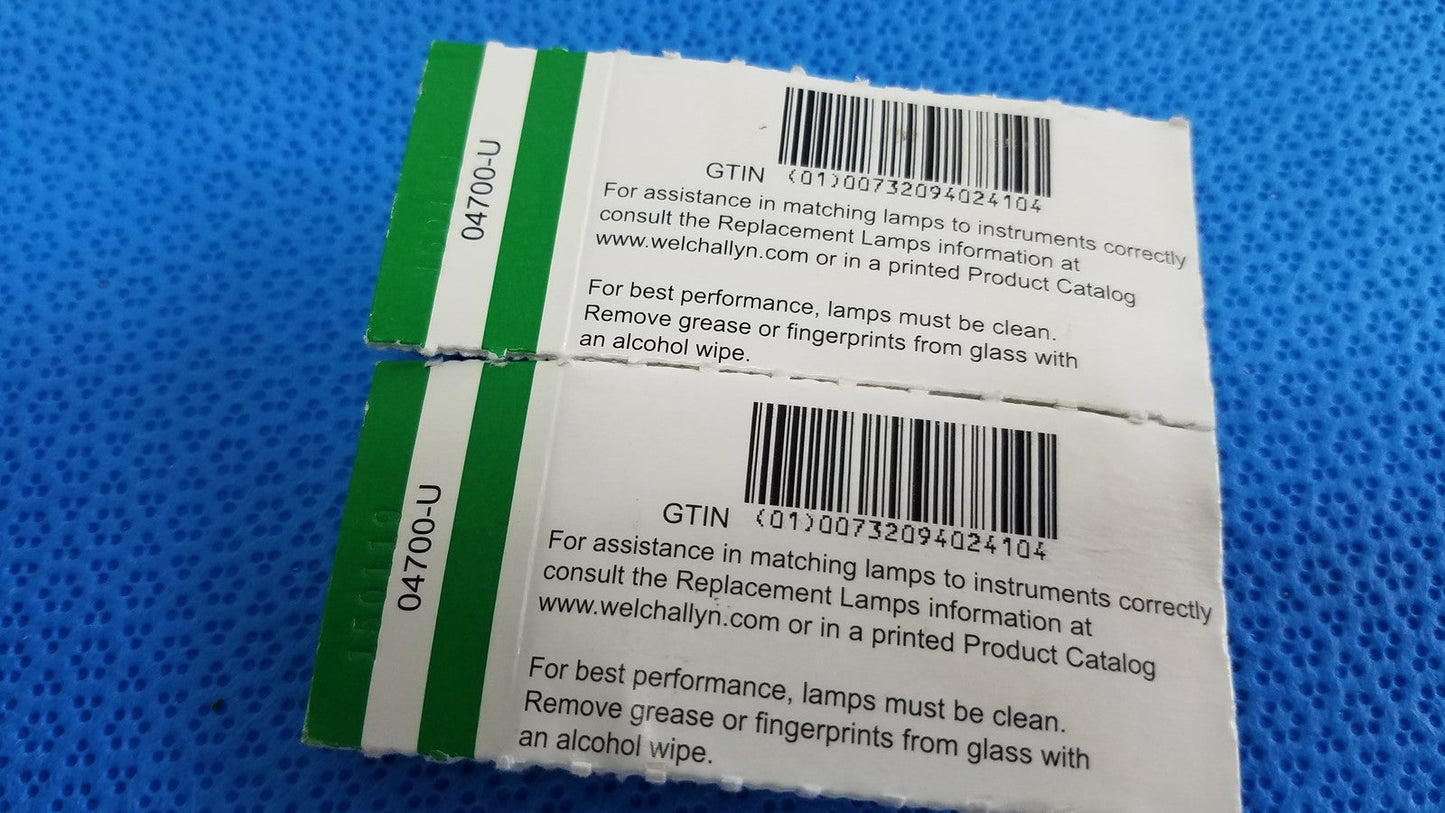 04700-U
GTIN (01)00732094024104
For assistance in matching lamps to instruments correctly
consult the Replacement Lamps information at
www.welchallyn.com or in a printed Product Catalog
For best performance, lamps must be clean.
Remove grease or fingerprints from glass with
an alcohol wipe.
150119
04700-U
GTIN (01)00732094024104
For assistance in matching lamps to instruments correctly
consult the Replacement Lamps information at
www.welchallyn.com or in a printed Product Catalog
For best performance, lamps must be clean.
Remove grease or fingerprints from glass with
an alcohol wipe.